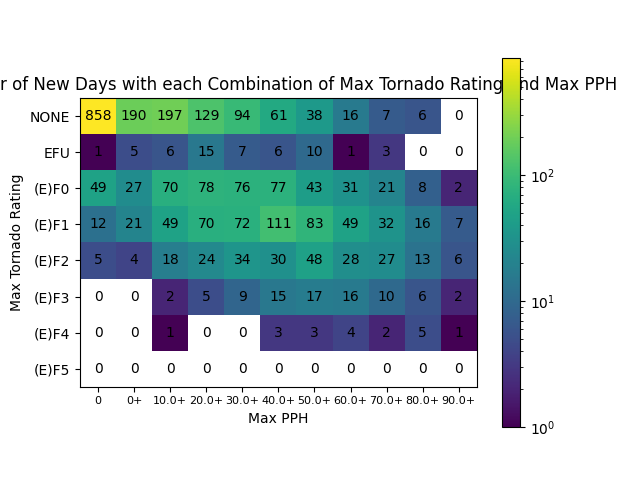 r of New Days with each Combination of Max Tornado Rating and Max PPH
NONE 858 190 197 129 94 61 38 16 7 6 0
EFU 1 5 6 15 7 6 10 1 3 0 0
(E)F0 49 27 70 78 76 77 43 31 21 8 2
(E)F1 12 21 49 70 72 111 83 49 32 16 7
(E)F2 5 4 18 24 34 30 48 28 27 13 6
(E)F3 0 0 2 5 9 15 17 16 10 6 2
(E)F4 0 0 1 0 0 3 3 4 2 5 1
(E)F5 0 0 0 0 0 0 0 0 0 0 0
0 0+ 10.0+ 20.0+ 30.0+ 40.0+ 50.0+ 60.0+ 70.0+ 80.0+ 90.0+
Max PPH
Max Tornado Rating
10²
10¹
10⁰